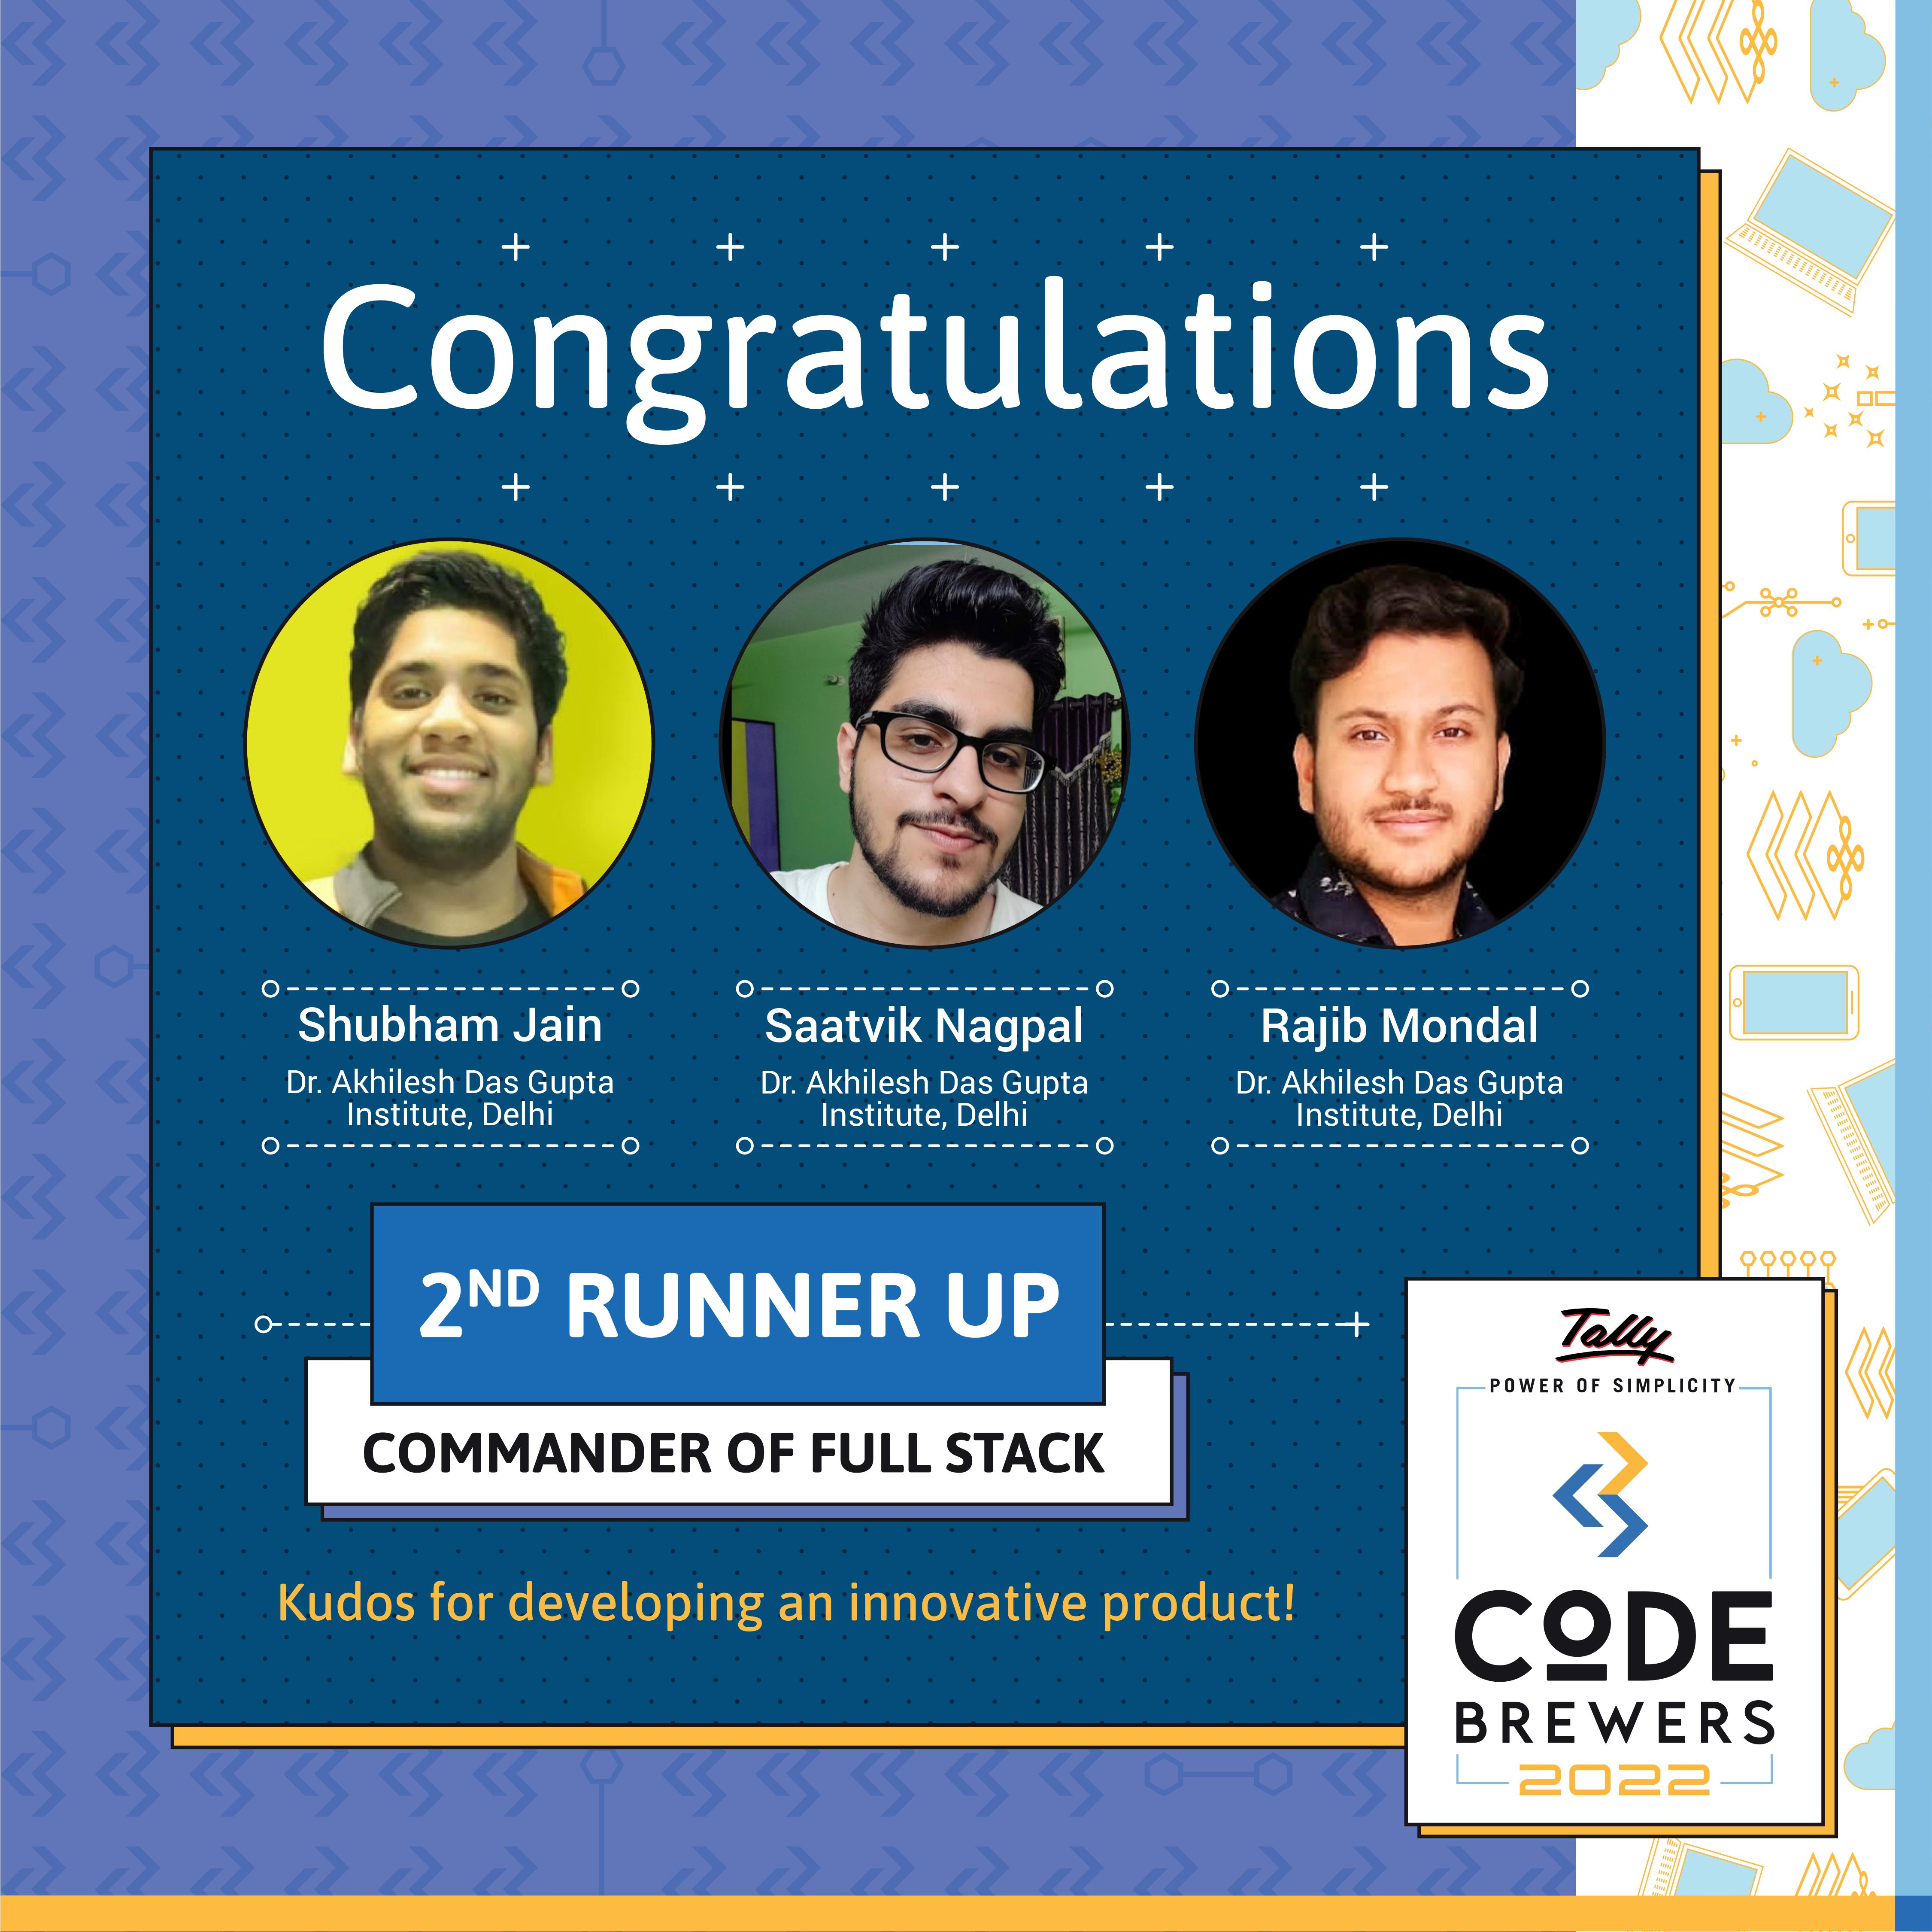 Congratulations
Shubham Jain
Dr. Akhilesh Das Gupta
Institute, Delhi
Saatvik Nagpal
Dr. Akhilesh Das Gupta
Institute, Delhi
Rajib Mondal
Dr. Akhilesh Das Gupta
Institute, Delhi
2ND RUNNER UP
COMMANDER OF FULL STACK
Kudos for developing an innovative product!
Tally
POWER OF SIMPLICITY
CODE
BREWERS
2022